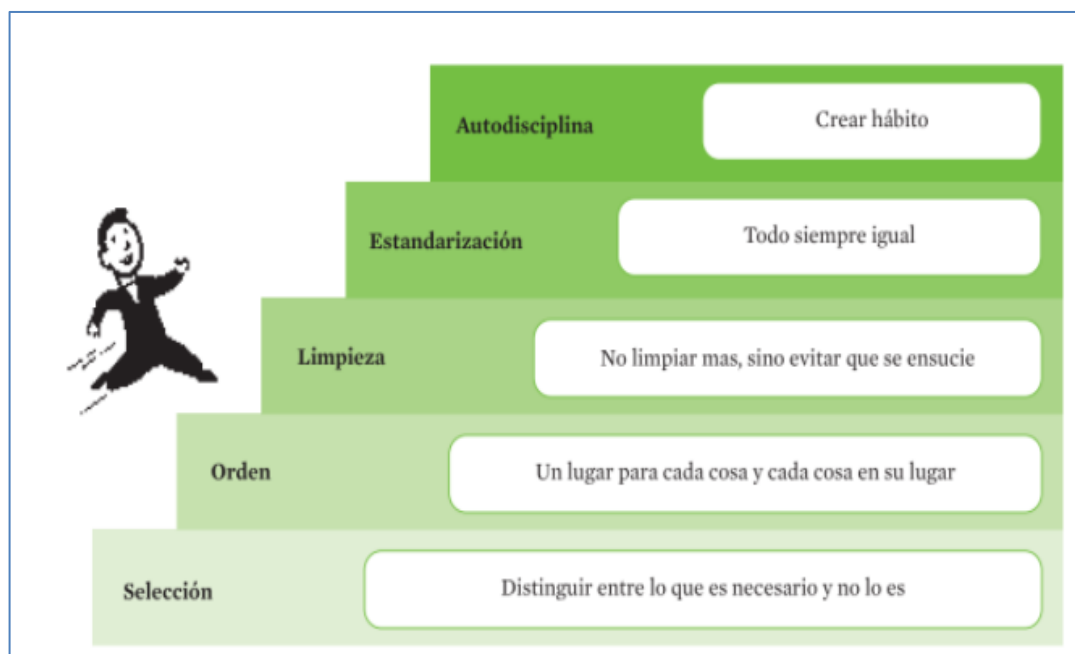 Autodisciplina
Crear hábito
Estandarización
Todo siempre igual
Limpieza
No limpiar mas, sino evitar que se ensucie
Orden
Un lugar para cada cosa y cada cosa en su lugar
Selección
Distinguir entre lo que es necesario y no lo es